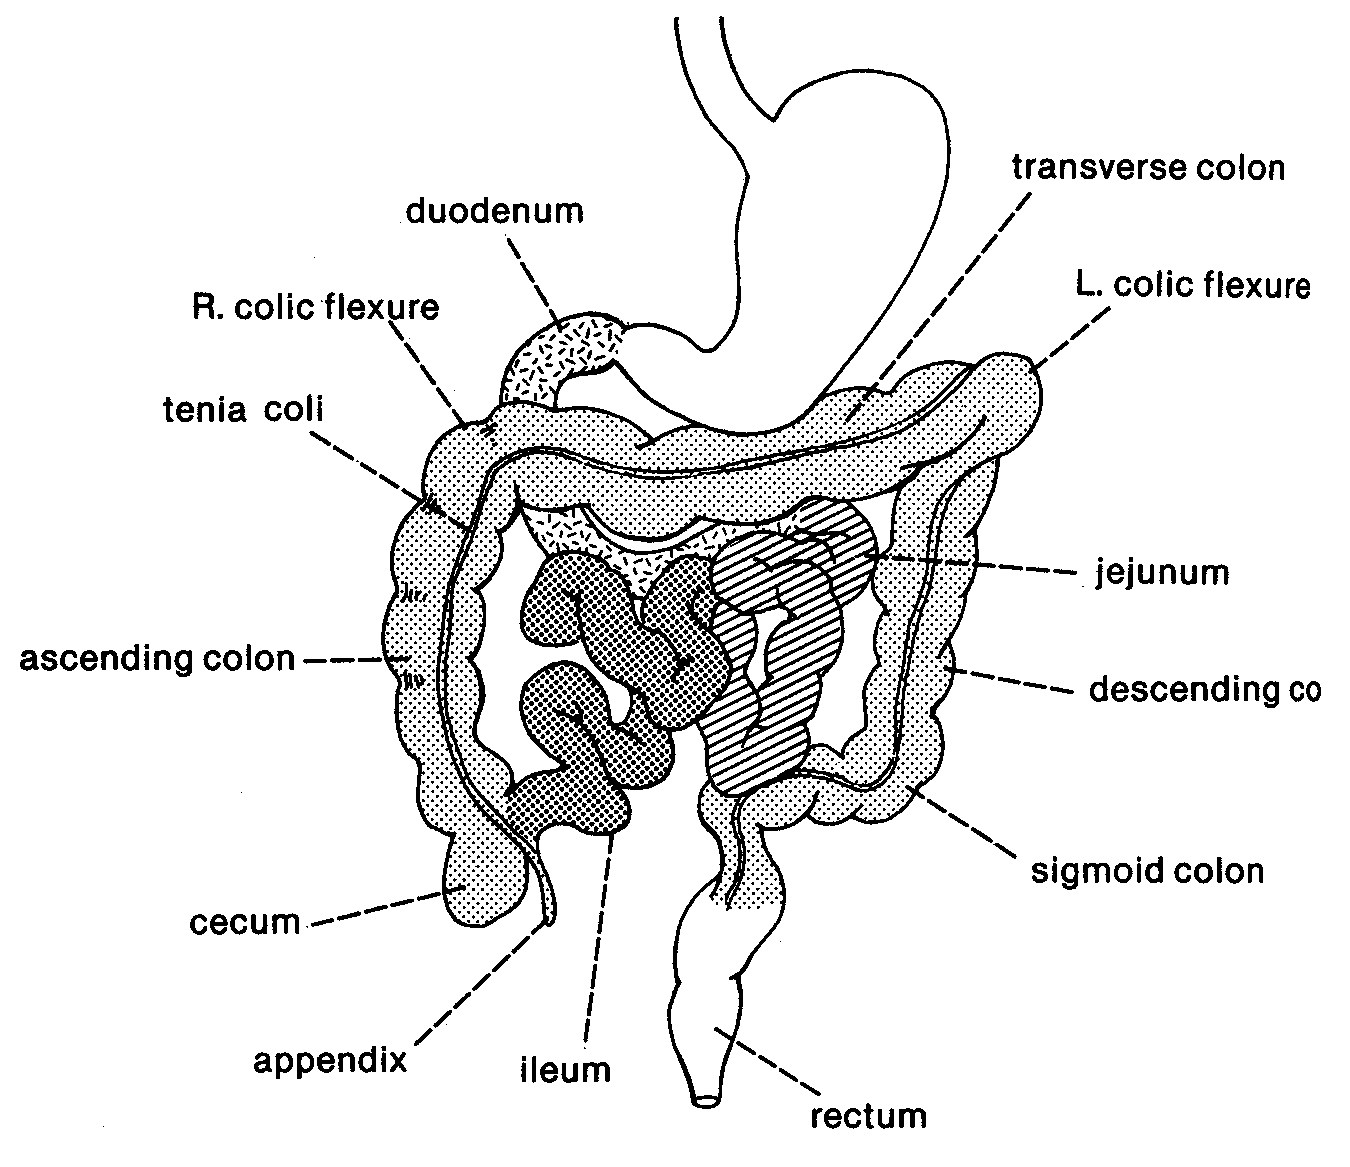 transverse colon
duodenum
L. colic flexure
R. colic flexure
tenia coli
jejunum
ascending colon
descending co
sigmoid colon
cecum
appendix
ileum
rectum